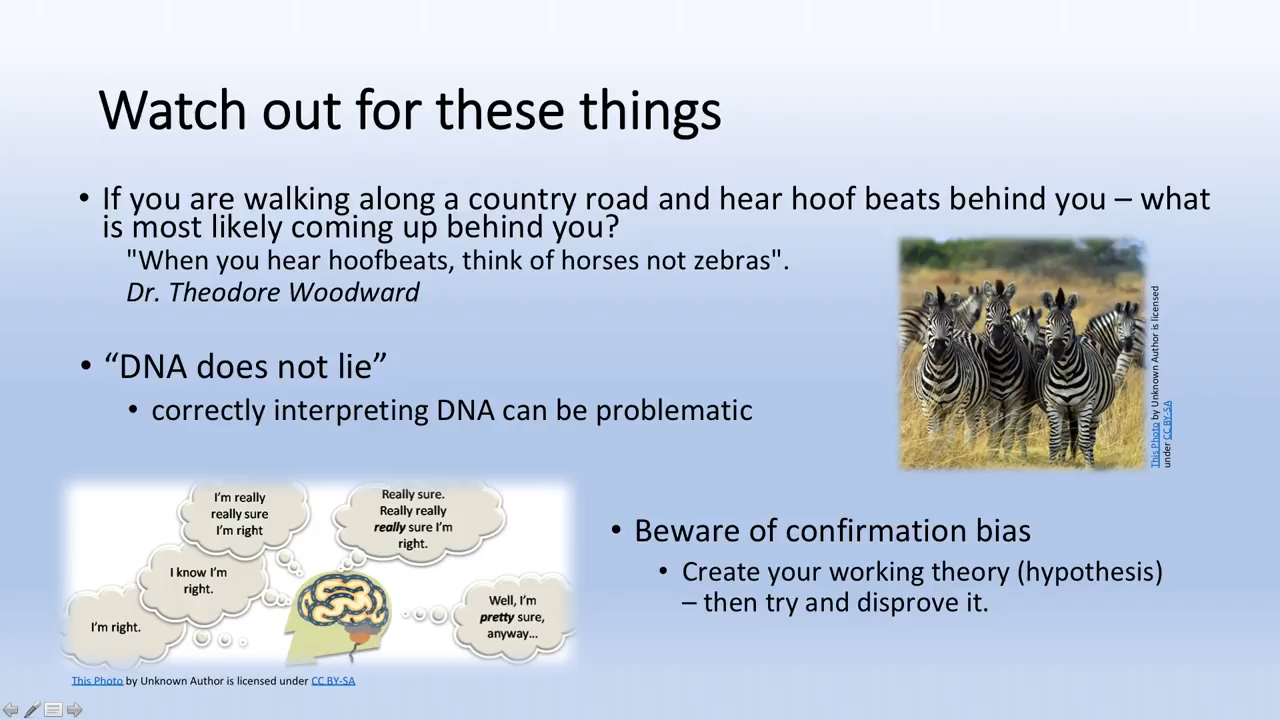 Watch out for these things
• If you are walking along a country road and hear hoof beats behind you – what
is most likely coming up behind you?
"When you hear hoofbeats, think of horses not zebras".
Dr. Theodore Woodward
This Photo by Unknown Author is licensed
under CC BY-SA
• “DNA does not lie”
• correctly interpreting DNA can be problematic
I’m really
really sure
I’m right
Really sure.
Really really
really sure I’m
right.
I know I’m
right.
I’m right.
Well, I’m
pretty sure,
anyway...
This Photo by Unknown Author is licensed under CC BY-SA
• Beware of confirmation bias
• Create your working theory (hypothesis)
– then try and disprove it.